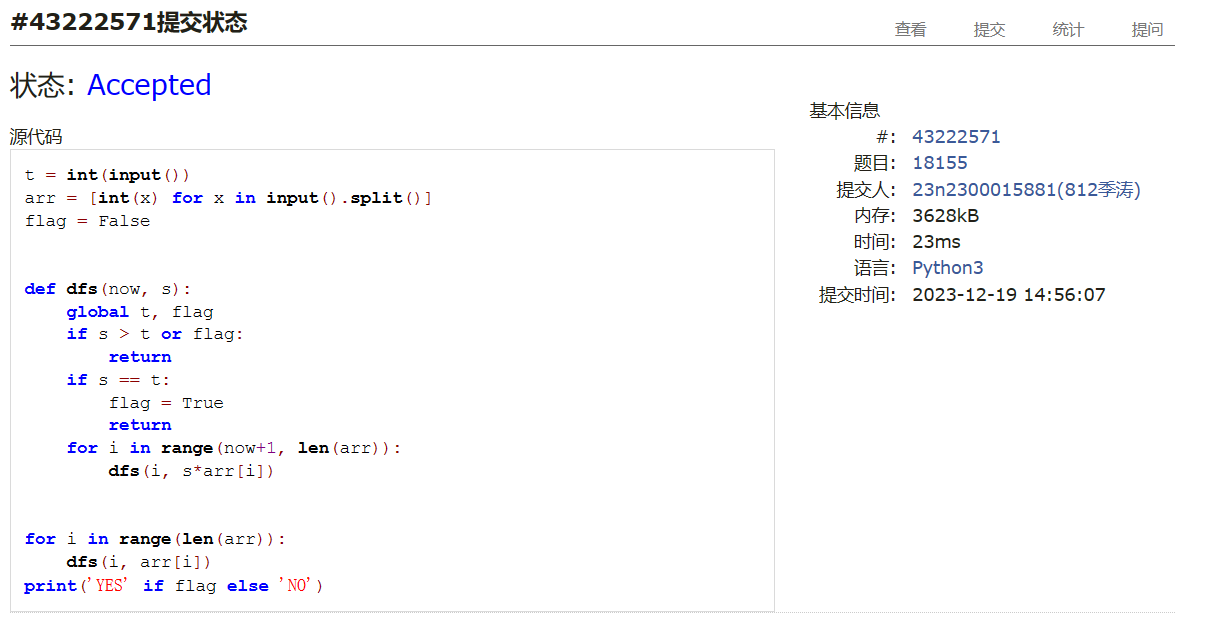 #43222571提交状态
查看 提交 统计 提问
状态: Accepted
源代码
t = int(input())
arr = [int(x) for x in input().split()]
flag = False
def dfs(now, s):
    global t, flag
    if s > t or flag:
        return
    if s == t:
        flag = True
        return
    for i in range(now+1, len(arr)):
        dfs(i, s*arr[i])
for i in range(len(arr)):
    dfs(i, arr[i])
print('YES' if flag else 'NO')
基本信息
#: 43222571
题目: 18155
提交人: 23n2300015881(812季涛)
内存: 3628kB
时间: 23ms
语言: Python3
提交时间: 2023-12-19 14:56:07